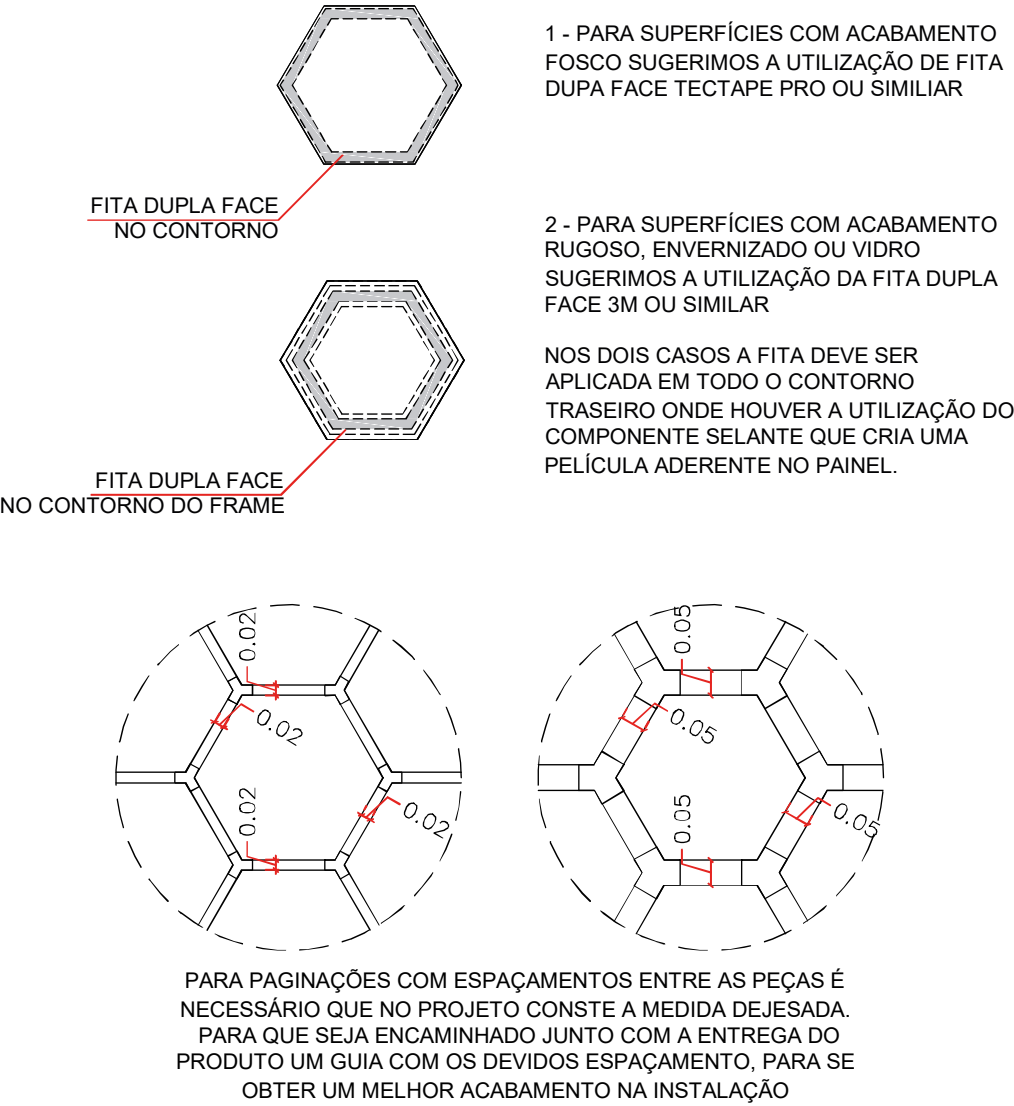 1 - PARA SUPERFÍCIES COM ACABAMENTO
FOSCO SUGERIMOS A UTILIZAÇÃO DE FITA
DUPA FACE TECTAPE PRO OU SIMILIAR
FITA DUPLA FACE
NO CONTORNO
2 - PARA SUPERFÍCIES COM ACABAMENTO
RUGOSO, ENVERNIZADO OU VIDRO
SUGERIMOS A UTILIZAÇÃO DA FITA DUPLA
FACE 3M OU SIMILAR
NOS DOIS CASOS A FITA DEVE SER
APLICADA EM TODO O CONTORNO
TRASEIRO ONDE HOUVER A UTILIZAÇÃO DO
COMPONENTE SELANTE QUE CRIA UMA
PELÍCULA ADERENTE NO PAINEL.
FITA DUPLA FACE
NO CONTORNO DO FRAME
0.02
0.02
0.02
0.02
0.05
0.05
0.05
0.05
PARA PAGINAÇÕES COM ESPAÇAMENTOS ENTRE AS PEÇAS É
NECESSÁRIO QUE NO PROJETO CONSTE A MEDIDA DEJESADA.
PARA QUE SEJA ENCAMINHADO JUNTO COM A ENTREGA DO
PRODUTO UM GUIA COM OS DEVIDOS ESPAÇAMENTO, PARA SE
OBTER UM MELHOR ACABAMENTO NA INSTALAÇÃO